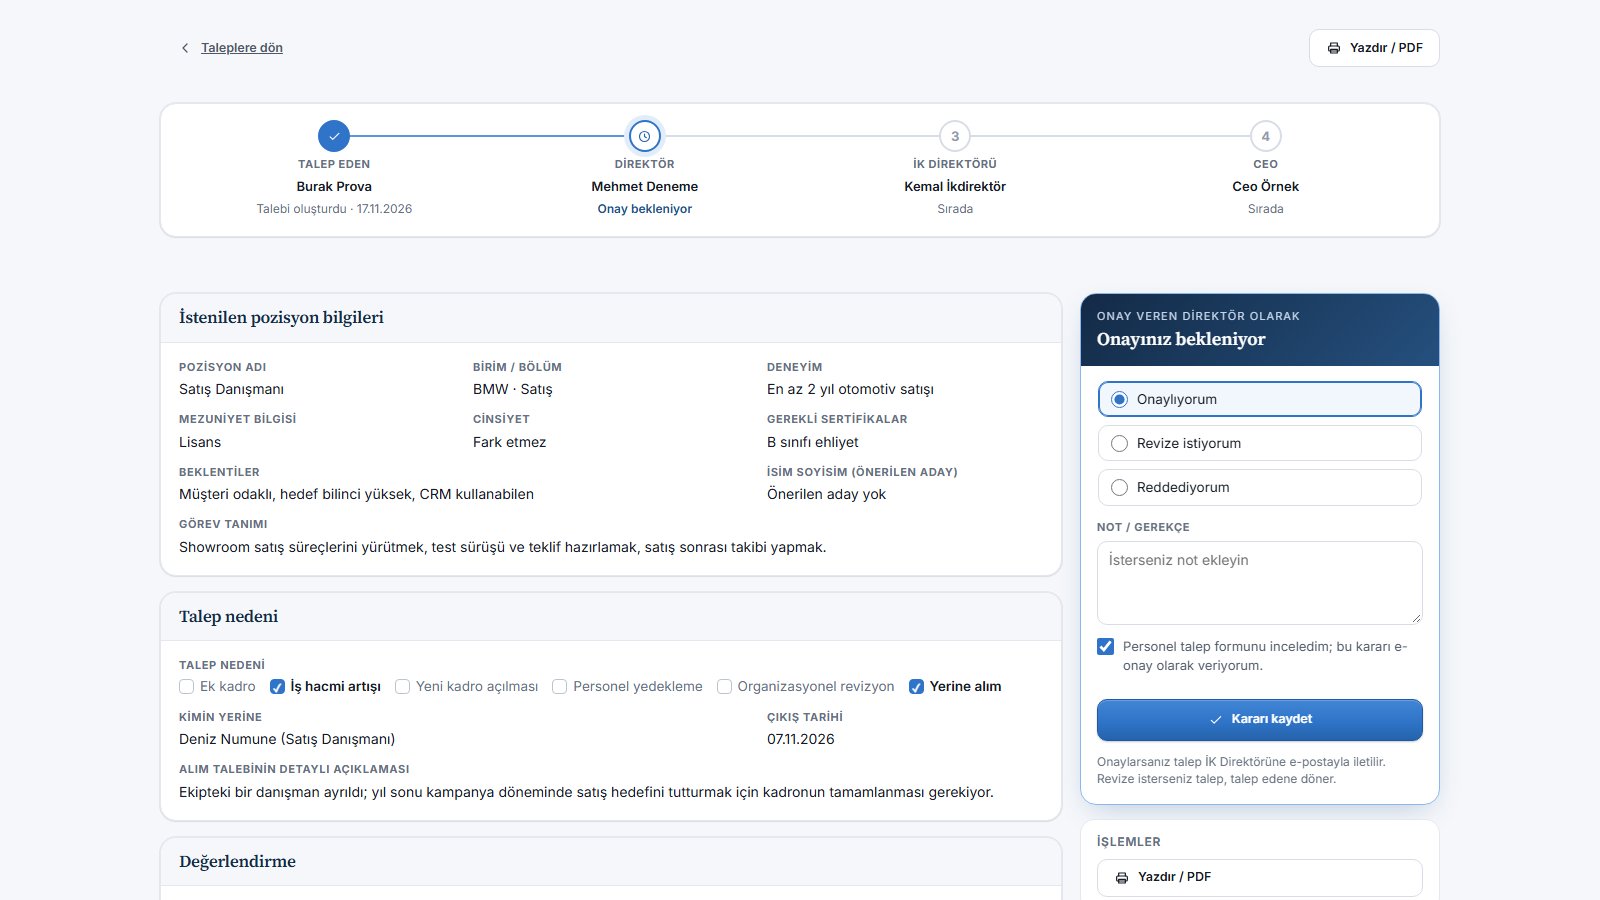 Taleplere dön
Yazdır / PDF
3
4
TALEP EDEN
DİREKTÖR
İK DİREKTÖRÜ
CEO
Burak Prova
Mehmet Deneme
Kemal İkdirektör
Ceo Örnek
Talebi oluşturdu · 17.11.2026
Onay bekleniyor
Sırada
Sırada
İstenilen pozisyon bilgileri
POZİSYON ADI
BİRİM / BÖLÜM
DENEYİM
Satış Danışmanı
BMW · Satış
En az 2 yıl otomotiv satışı
MEZUNİYET BİLGİSİ
CİNSİYET
GEREKLİ SERTİFİKALAR
Lisans
Fark etmez
B sınıfı ehliyet
BEKLENTİLER
İSİM SOYİSİM (ÖNERİLEN ADAY)
Müşteri odaklı, hedef bilinci yüksek, CRM kullanabilen
Önerilen aday yok
GÖREV TANIMI
Showroom satış süreçlerini yürütmek, test sürüşü ve teklif hazırlamak, satış sonrası takibi yapmak.
Talep nedeni
TALEP NEDENİ
Ek kadro
İş hacmi artışı
Yeni kadro açılması
Personel yedekleme
Organizasyonel revizyon
Yerine alım
KİMİN YERİNE
ÇIKIŞ TARİHİ
Deniz Numune (Satış Danışmanı)
07.11.2026
ALIM TALEBİNİN DETAYLI AÇIKLAMASI
Ekipteki bir danışman ayrıldı; yıl sonu kampanya döneminde satış hedefini tutturmak için kadronun tamamlanması gerekiyor.
Değerlendirme
ONAY VEREN DİREKTÖR OLARAK
Onayınız bekleniyor
Onaylıyorum
Revize istiyorum
Reddediyorum
NOT / GEREKÇE
İsterseniz not ekleyin
Personel talep formunu inceledim; bu kararı e-
onay olarak veriyorum.
Kararı kaydet
Onaylarsanız talep İK Direktörüne e-postayla iletilir.
Revize isterseniz talep, talep edene döner.
İŞLEMLER
Yazdır / PDF